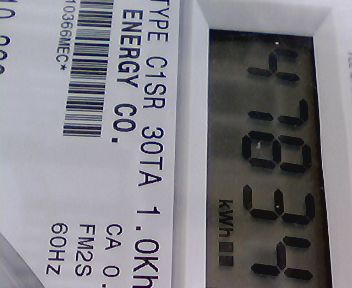 47834
kWh
TYPE C1SR 30TA 1.0Kh
ENERGY CO.
CA 0.
FM2S
60Hz
10366MEC*